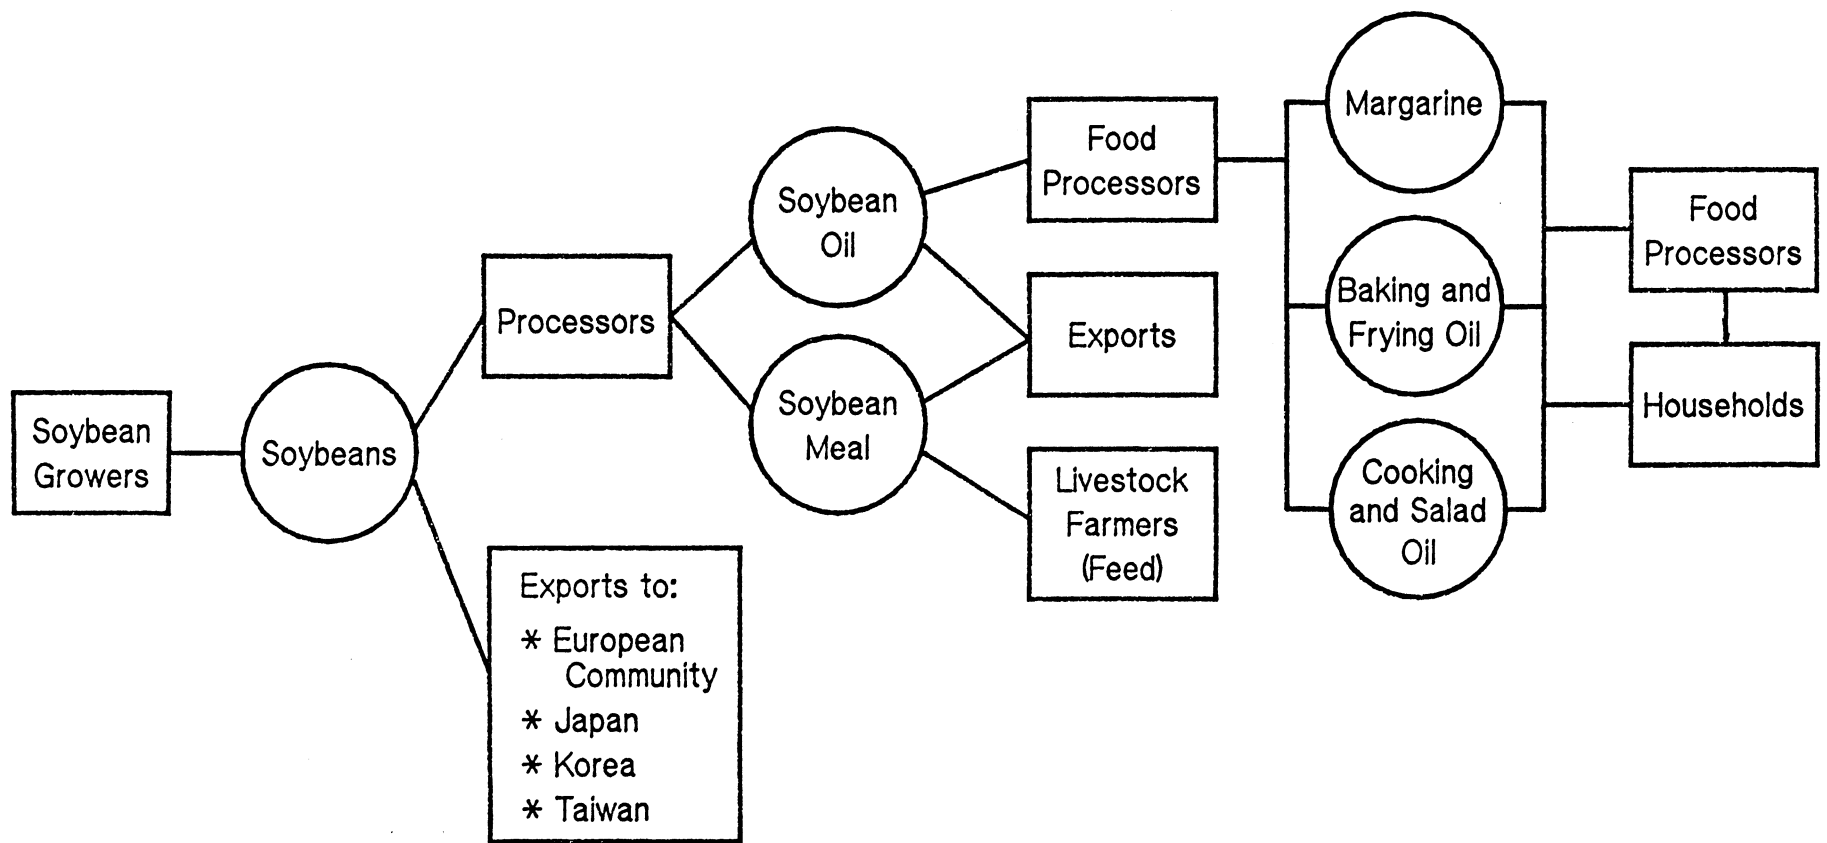 Soybean
Growers
Soybeans
Processors
Exports to:
* European
Community
* Japan
* Korea
* Taiwan
Soybean
Oil
Soybean
Meal
Food
Processors
Exports
Livestock
Farmers
(Feed)
Margarine
Baking and
Frying Oil
Cooking
and Salad
Oil
Food
Processors
Households